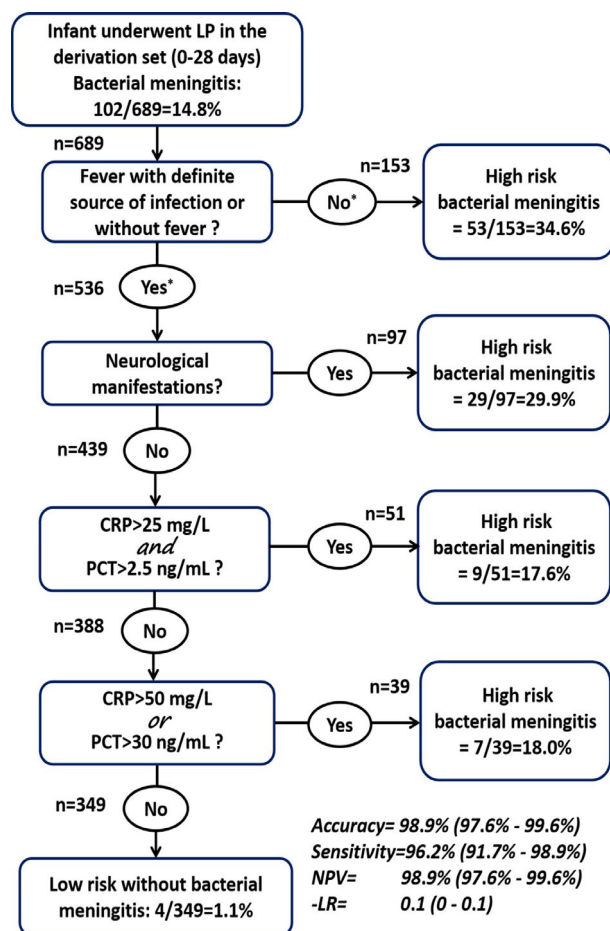 Infant underwent LP in the
derivation set (0-28 days)
Bacterial meningitis:
102/689=14.8%
n=689
Fever with definite
source of infection or
without fever ?
No*
n=153
High risk
bacterial meningitis
= 53/153=34.6%
Yes*
n=536
Neurological
manifestations?
Yes
n=97
High risk
bacterial meningitis
= 29/97=29.9%
No
n=439
CRP>25 mg/L
and
PCT>2.5 ng/mL ?
Yes
n=51
High risk
bacterial meningitis
= 9/51=17.6%
No
n=388
CRP>50 mg/L
or
PCT>30 ng/mL ?
Yes
n=39
High risk
bacterial meningitis
= 7/39=18.0%
No
n=349
Low risk without bacterial
meningitis: 4/349=1.1%
Accuracy= 98.9% (97.6% - 99.6%)
Sensitivity=96.2% (91.7% - 98.9%)
NPV= 98.9% (97.6% - 99.6%)
-LR= 0.1 (0 - 0.1)